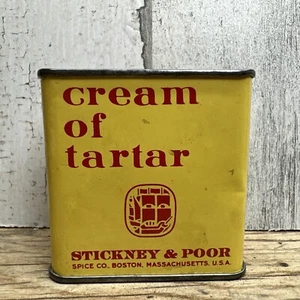 cream
of
tartar
STICKNEY & POOR
SPICE CO., BOSTON, MASSACHUSETTS. U.S.A.